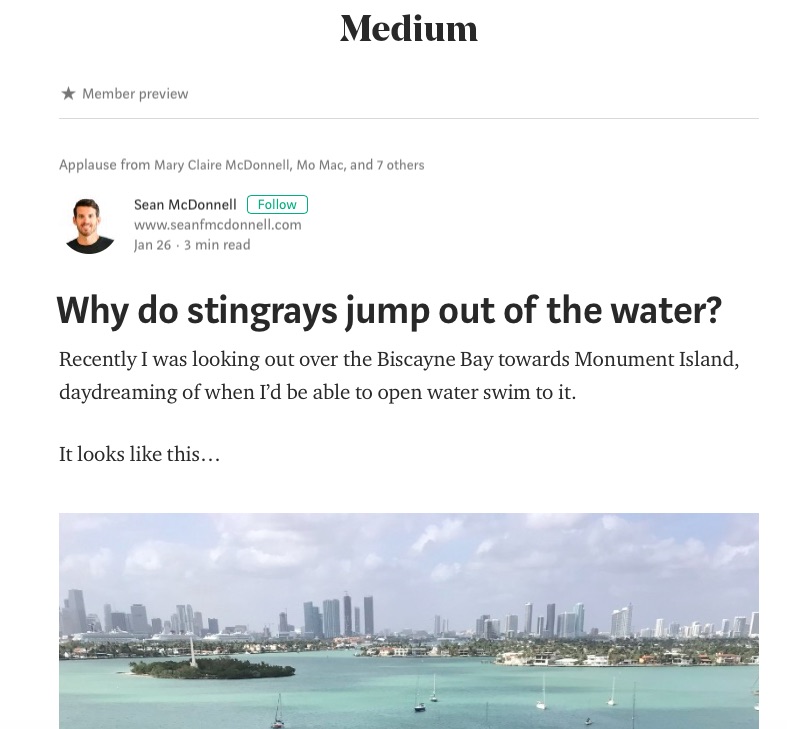 Medium
★ Member preview
Applause from Mary Claire McDonnell, Mo Mac, and 7 others
Sean McDonnell Follow
www.seanfmcdonnell.com
Jan 26 · 3 min read
Why do stingrays jump out of the water?
Recently I was looking out over the Biscayne Bay towards Monument Island,
daydreaming of when I’d be able to open water swim to it.
It looks like this…